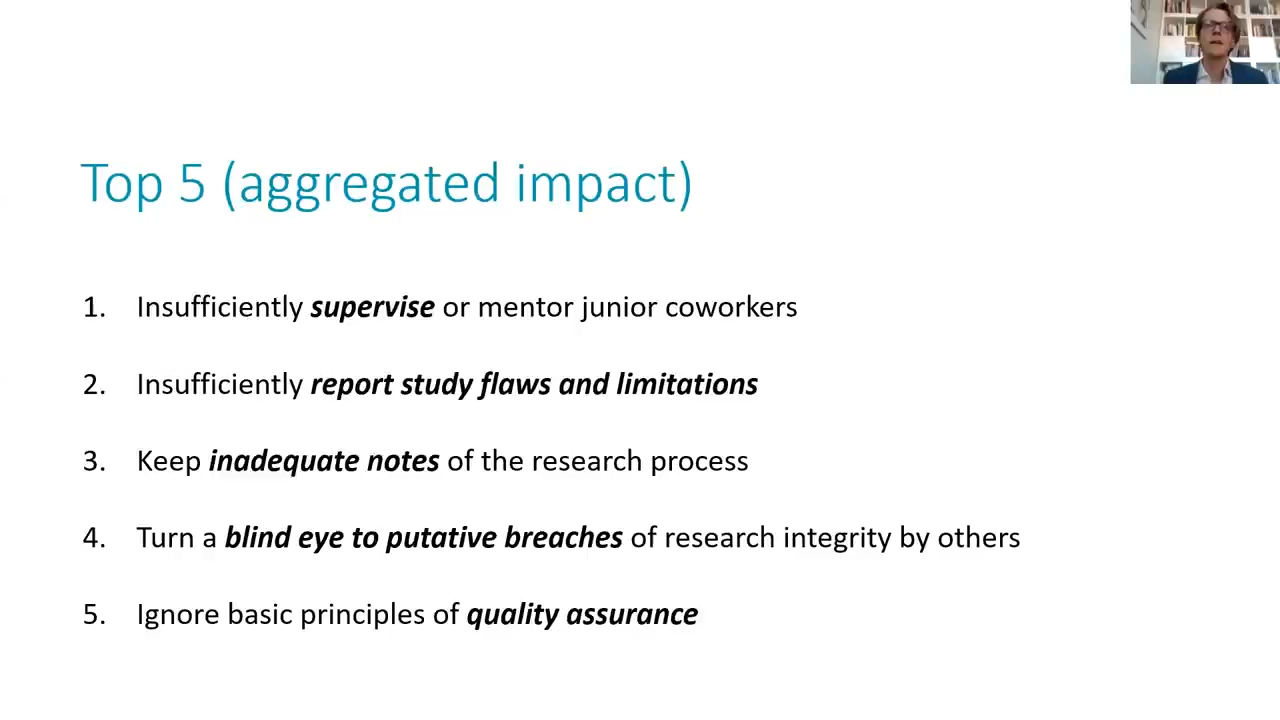 Top 5 (aggregated impact)
1. Insufficiently supervise or mentor junior coworkers
2. Insufficiently report study flaws and limitations
3. Keep inadequate notes of the research process
4. Turn a blind eye to putative breaches of research integrity by others
5. Ignore basic principles of quality assurance